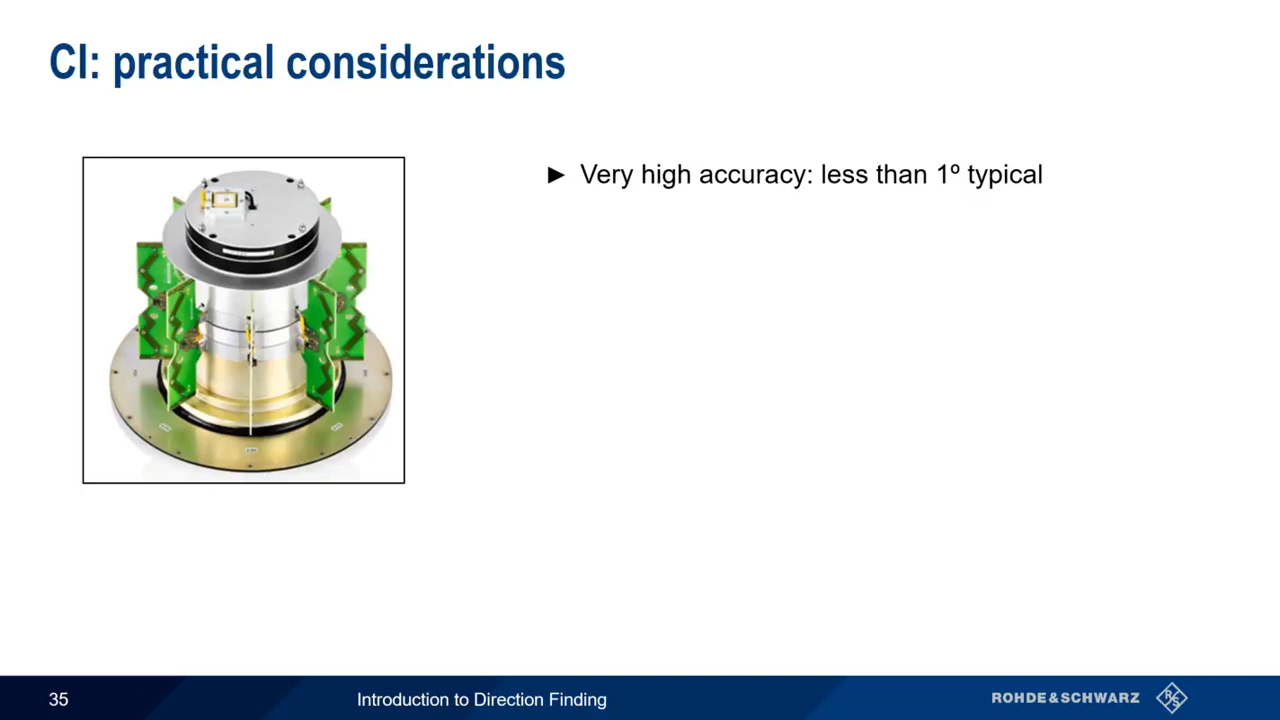 CI: practical considerations
► Very high accuracy: less than 1º typical
35
Introduction to Direction Finding
ROHDE&SCHWARZ
R&S